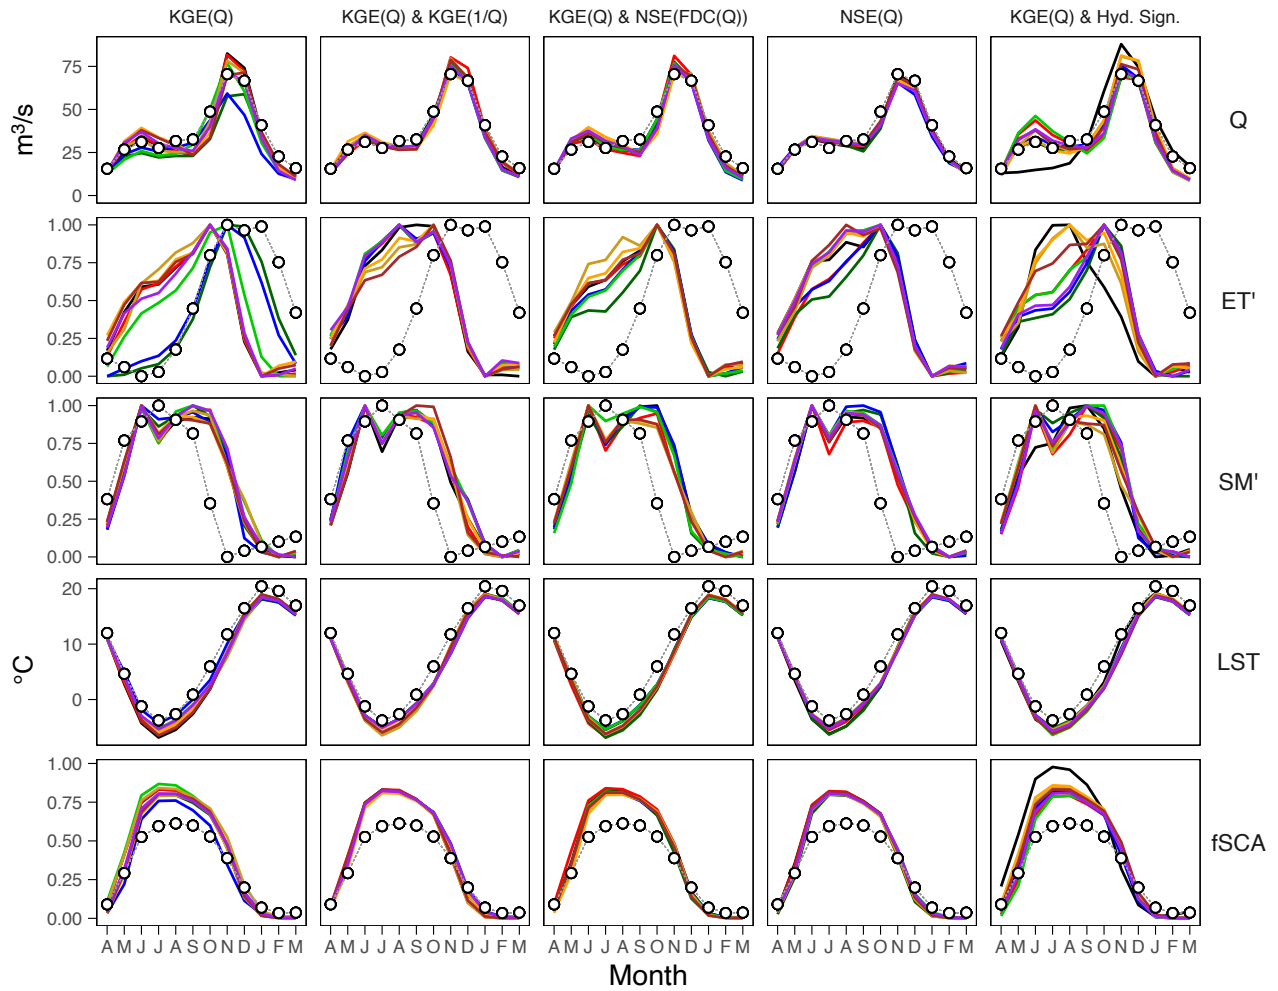 KGE(Q) KGE(Q) & KGE(1/Q) KGE(Q) & NSE(FDC(Q)) NSE(Q) KGE(Q) & Hyd. Sign.
75
50
25
0
m³/s
Q
1.00
0.75
0.50
0.25
0.00
ET'
1.00
0.75
0.50
0.25
0.00
SM'
20
10
0
°C
LST
1.00
0.75
0.50
0.25
0.00
fSCA
A M J J A S O N D J F M A M J J A S O N D J F M A M J J A S O N D J F M A M J J A S O N D J F M A M J J A S O N D J F M
Month